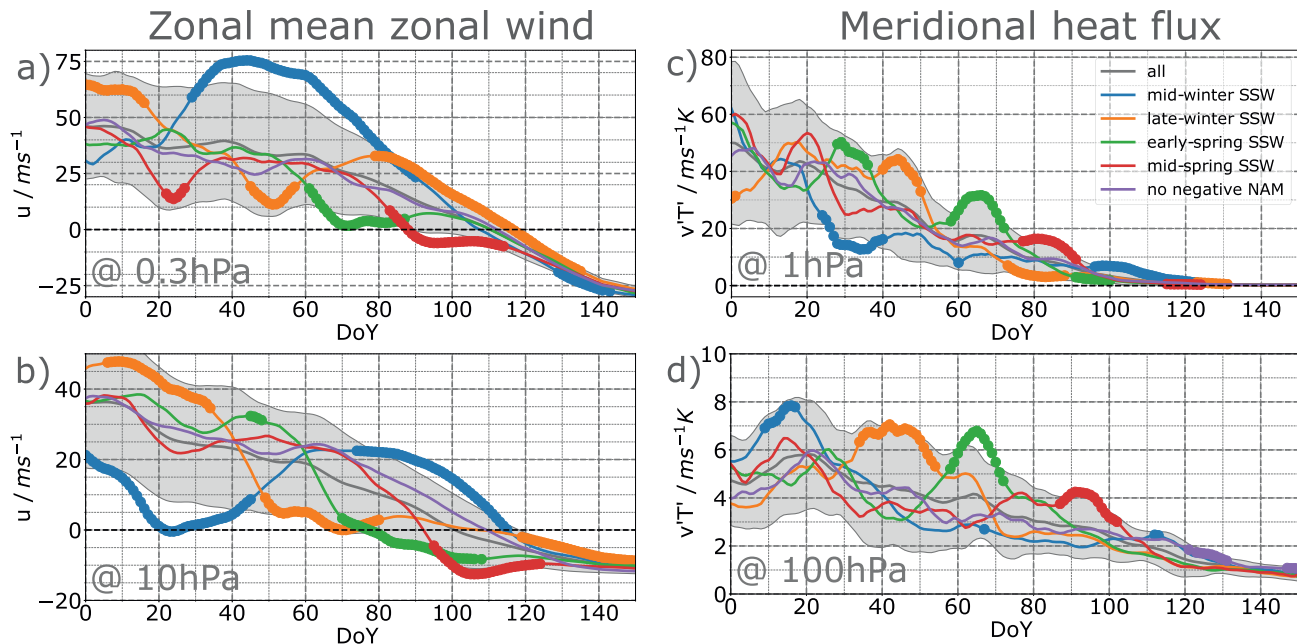 Zonal mean zonal wind
Meridional heat flux
a)
75
50
25
0
−25
u / ms⁻¹
@ 0.3hPa
0 20 40 60 80 100 120 140
DoY
c)
80
60
40
20
0
v'T' / ms⁻¹K
@ 1hPa
all
mid-winter SSW
late-winter SSW
early-spring SSW
mid-spring SSW
no negative NAM
0 20 40 60 80 100 120 140
DoY
b)
40
20
0
−20
u / ms⁻¹
@ 10hPa
0 20 40 60 80 100 120 140
DoY
d)
10
8
6
4
2
0
v'T' / ms⁻¹K
@ 100hPa
0 20 40 60 80 100 120 140
DoY